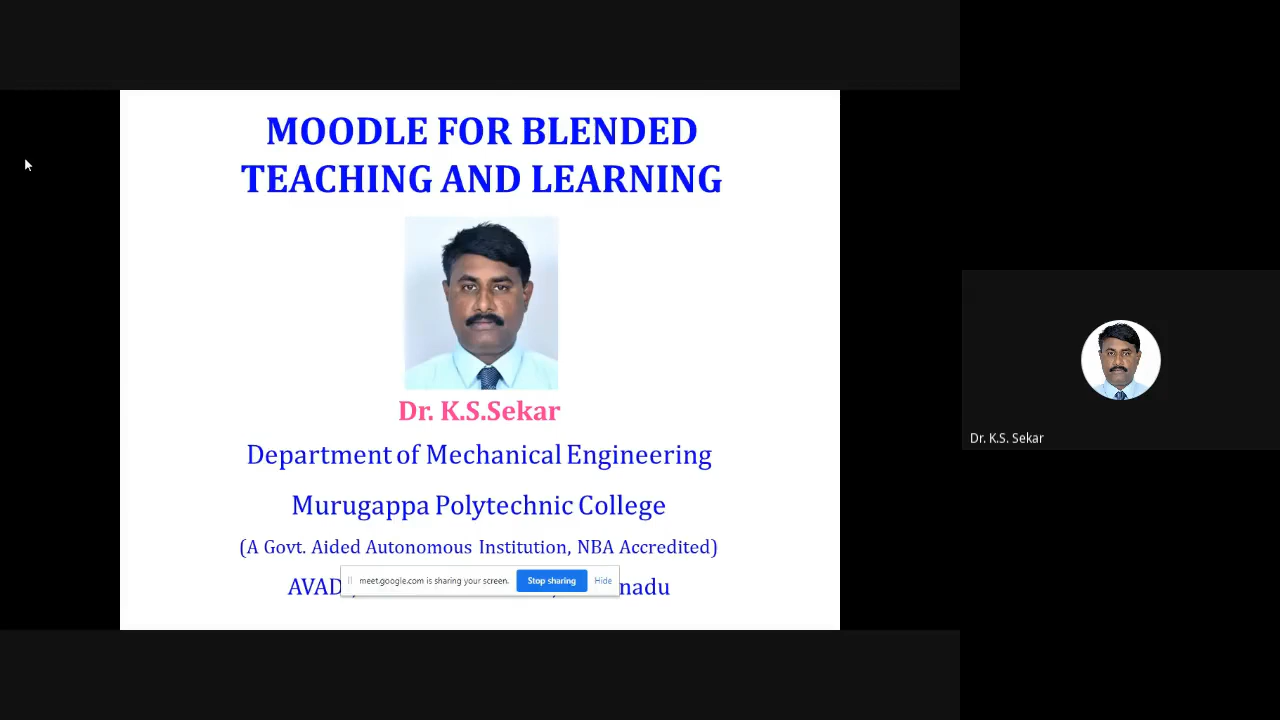 MOODLE FOR BLENDED
TEACHING AND LEARNING
Dr. K.S.Sekar
Department of Mechanical Engineering
Murugappa Polytechnic College
(A Govt. Aided Autonomous Institution, NBA Accredited)
AVAD nadu
meet.google.com is sharing your screen. Stop sharing Hide
Dr. K.S. Sekar